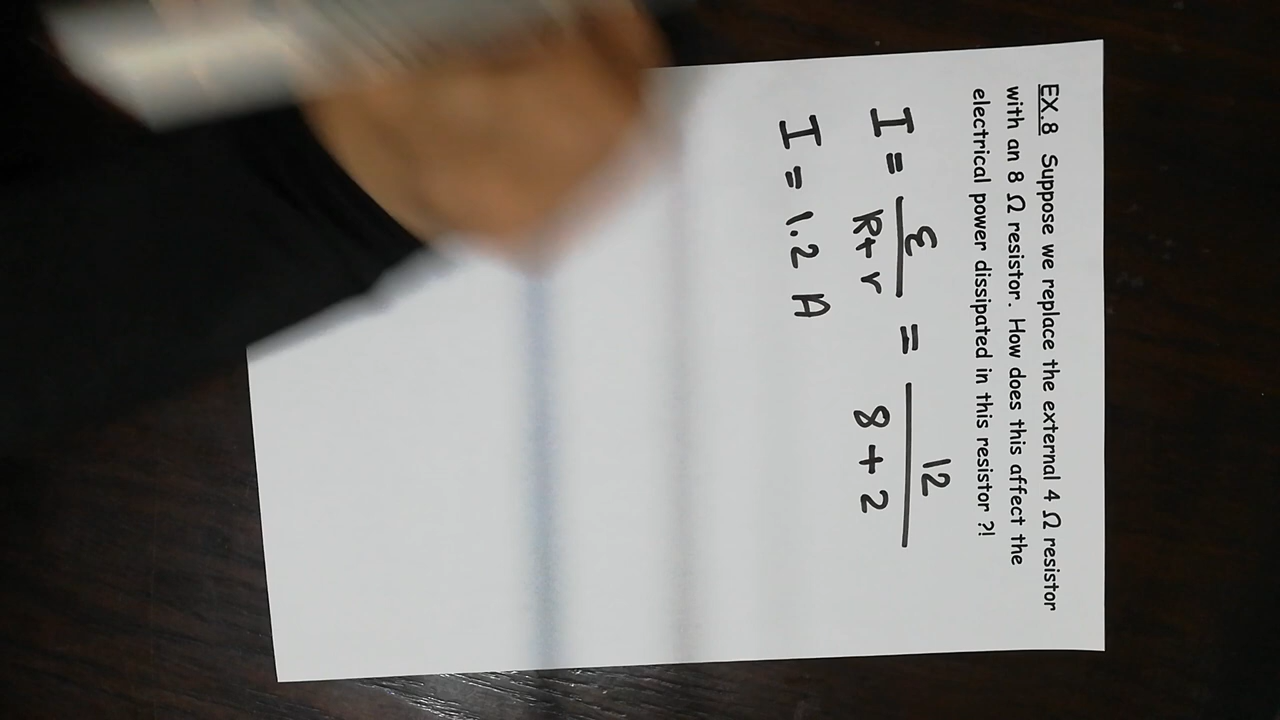 EX.8 Suppose we replace the external 4 Ω resistor
with an 8 Ω resistor. How does this affect the
electrical power dissipated in this resistor ?!
I = ε / R+r = 12 / 8 + 2
I = 1.2 A